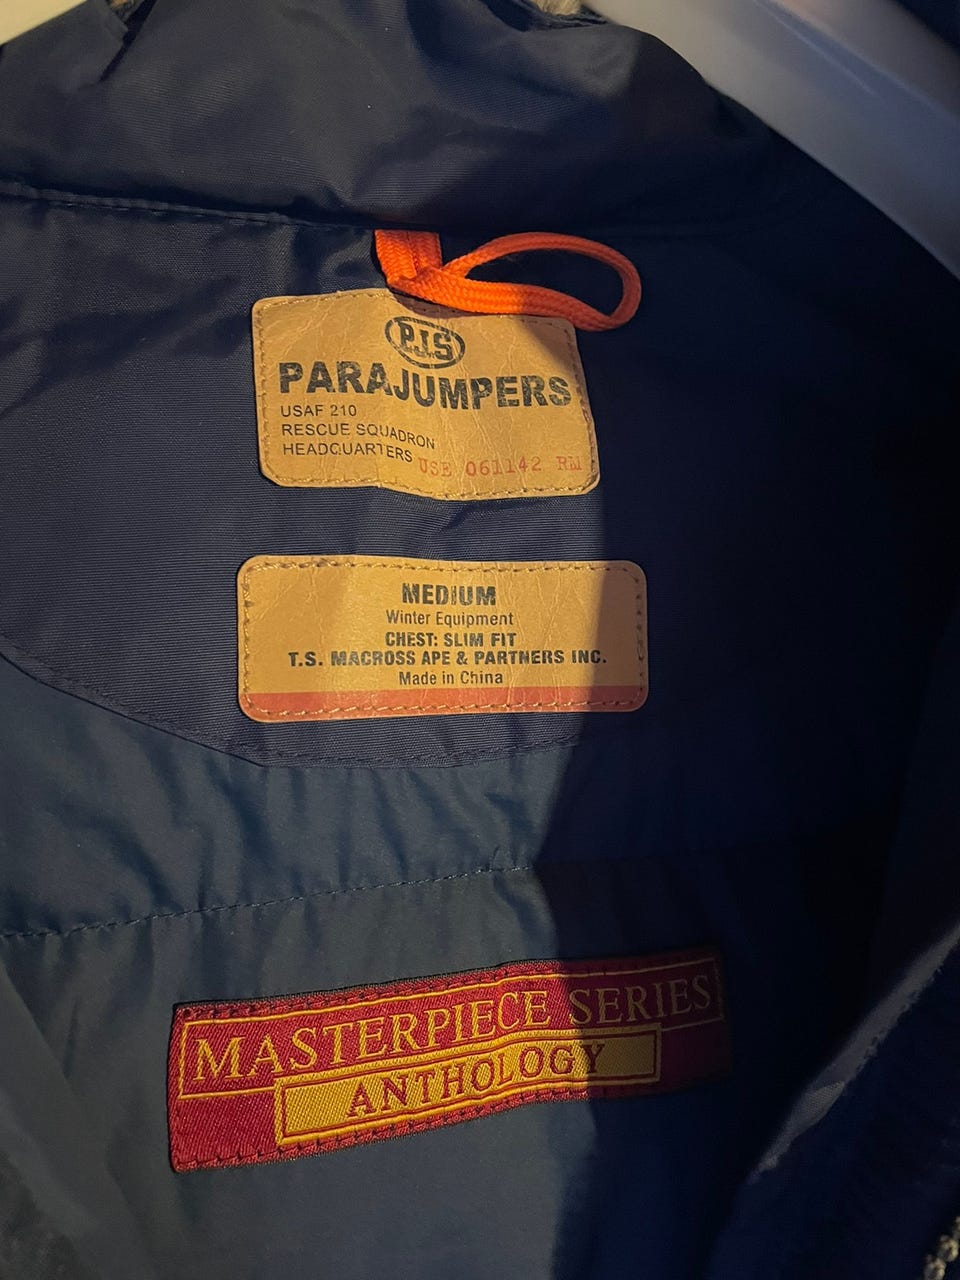 P.J.S
PARAJUMPERS
USAF 210
RESCUE SQUADRON
HEADQUARTERS USE 061142 RM
MEDIUM
Winter Equipment
CHEST: SLIM FIT
T.S. MACROSS APE & PARTNERS INC.
Made in China
MASTERPIECE SERIES
ANTHOLOGY